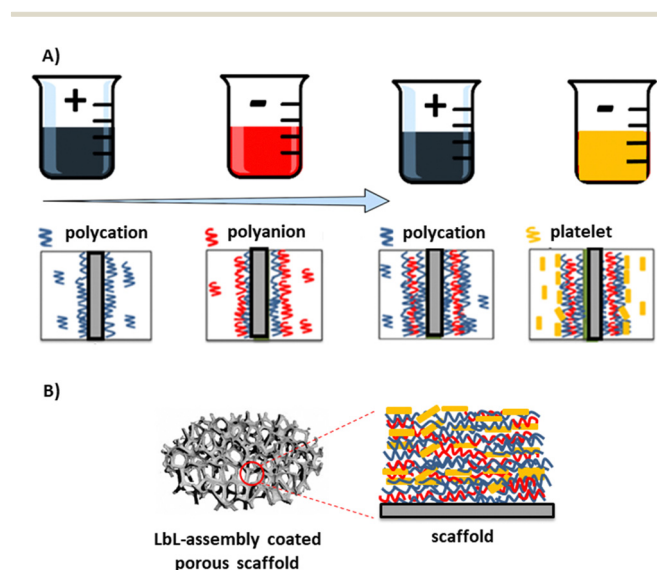 A)
+
-
+
-
polycation
polyanion
polycation
platelet
B)
LbL-assembly coated
porous scaffold
scaffold